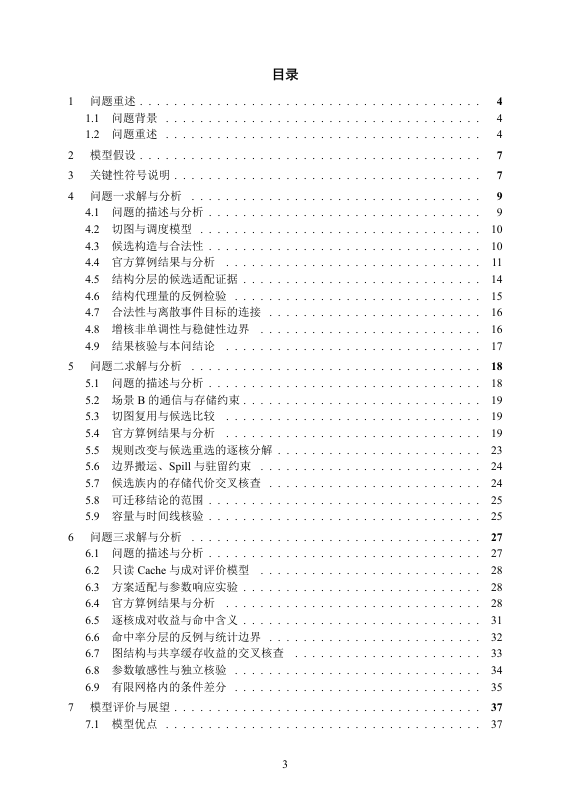 目录
1 问题重述 . . . . . . . . . . . . . . . . . . . . 4
1.1 问题背景 . . . . . . . . . . . . . . . . . . . . 4
1.2 问题重述 . . . . . . . . . . . . . . . . . . . . 4
2 模型假设 . . . . . . . . . . . . . . . . . . . . 7
3 关键性符号说明 . . . . . . . . . . . . . . . . . . . . 7
4 问题一求解与分析 . . . . . . . . . . . . . . . . . . . . 9
4.1 问题的描述与分析 . . . . . . . . . . . . . . . . . . . . 9
4.2 切图与调度模型 . . . . . . . . . . . . . . . . . . . . 10
4.3 候选构造与合法性 . . . . . . . . . . . . . . . . . . . . 10
4.4 官方算例结果与分析 . . . . . . . . . . . . . . . . . . . . 11
4.5 结构分层的候选适配证据 . . . . . . . . . . . . . . . . . . . . 14
4.6 结构代理量的反例检验 . . . . . . . . . . . . . . . . . . . . 15
4.7 合法性与离散事件目标的连接 . . . . . . . . . . . . . . . . . . . . 16
4.8 增核非单调性与稳健性边界 . . . . . . . . . . . . . . . . . . . . 16
4.9 结果核验与本问结论 . . . . . . . . . . . . . . . . . . . . 17
5 问题二求解与分析 . . . . . . . . . . . . . . . . . . . . 18
5.1 问题的描述与分析 . . . . . . . . . . . . . . . . . . . . 18
5.2 场景 B 的通信与存储约束 . . . . . . . . . . . . . . . . . . . . 19
5.3 切图复用与候选比较 . . . . . . . . . . . . . . . . . . . . 19
5.4 官方算例结果与分析 . . . . . . . . . . . . . . . . . . . . 19
5.5 规则改变与候选重选的逐核分解 . . . . . . . . . . . . . . . . . . . . 23
5.6 边界搬运、Spill 与驻留约束 . . . . . . . . . . . . . . . . . . . . 24
5.7 候选族内的存储代价交叉核查 . . . . . . . . . . . . . . . . . . . . 24
5.8 可迁移结论的范围 . . . . . . . . . . . . . . . . . . . . 25
5.9 容量与时间线核验 . . . . . . . . . . . . . . . . . . . . 25
6 问题三求解与分析 . . . . . . . . . . . . . . . . . . . . 27
6.1 问题的描述与分析 . . . . . . . . . . . . . . . . . . . . 27
6.2 只读 Cache 与成对评价模型 . . . . . . . . . . . . . . . . . . . . 28
6.3 方案适配与参数响应实验 . . . . . . . . . . . . . . . . . . . . 28
6.4 官方算例结果与分析 . . . . . . . . . . . . . . . . . . . . 28
6.5 逐核成对收益与命中含义 . . . . . . . . . . . . . . . . . . . . 31
6.6 命中率分层的反例与统计边界 . . . . . . . . . . . . . . . . . . . . 32
6.7 图结构与共享缓存收益的交叉核查 . . . . . . . . . . . . . . . . . . . . 33
6.8 参数敏感性与独立核验 . . . . . . . . . . . . . . . . . . . . 34
6.9 有限网格内的条件差分 . . . . . . . . . . . . . . . . . . . . 35
7 模型评价与展望 . . . . . . . . . . . . . . . . . . . . 37
7.1 模型优点 . . . . . . . . . . . . . . . . . . . . 37
3